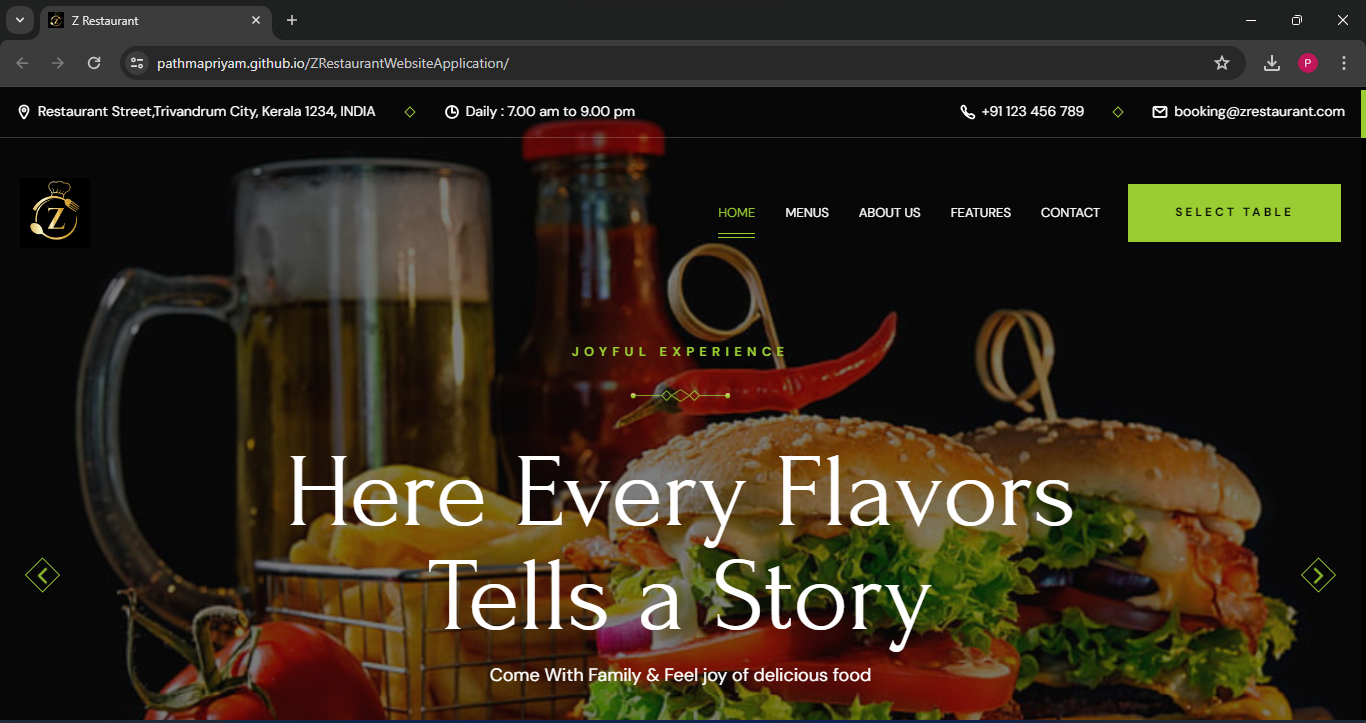 Z Restaurant
pathmapriyam.github.io/ZRestaurantWebsiteApplication/
P
Restaurant Street,Trivandrum City, Kerala 1234, INDIA
Daily : 7.00 am to 9.00 pm
+91 123 456 789
booking@zrestaurant.com
Z
HOME
MENUS
ABOUT US
FEATURES
CONTACT
SELECT TABLE
JOYFUL EXPERIENCE
Here Every Flavors
Tells a Story
Come With Family & Feel joy of delicious food